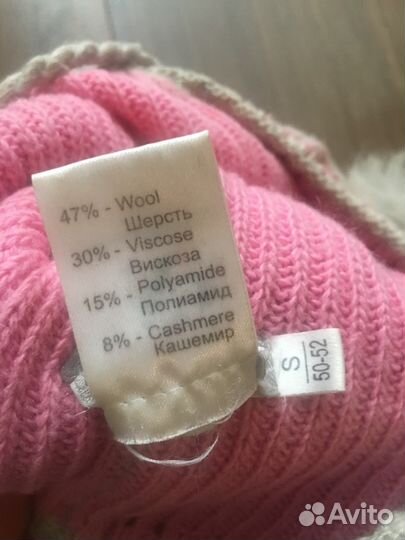 47% - Wool
Шерсть
30% - Viscose
Вискоза
15% - Polyamide
Полиамид
8% - Cashmere
Кашемир
S
50-52
Avito